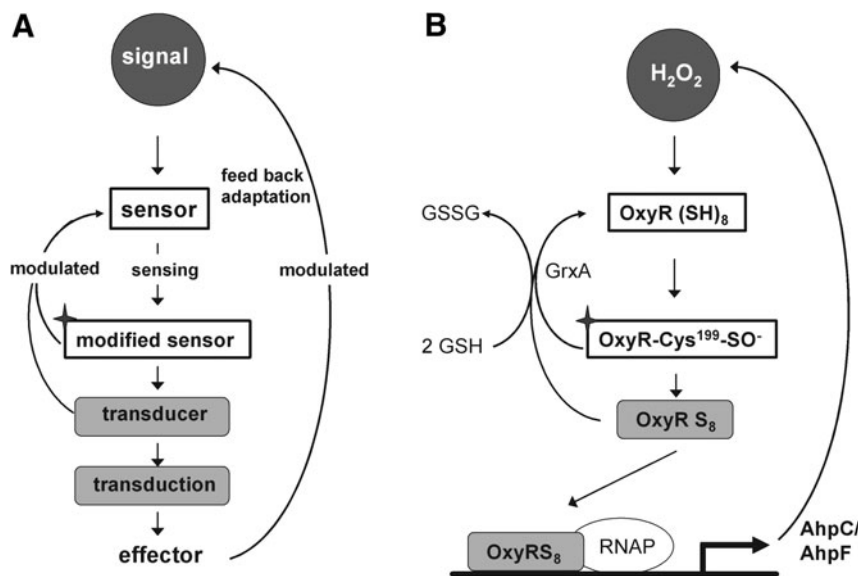 A
signal
feed back
adaptation
sensor
modulated
sensing
modulated
modified sensor
transducer
transduction
effector
B
H₂O₂
GSSG
OxyR (SH)₈
GrxA
2 GSH
OxyR-Cys¹⁹⁹-SO⁻
OxyR S₈
OxyRS₈
RNAP
AhpC/
AhpF